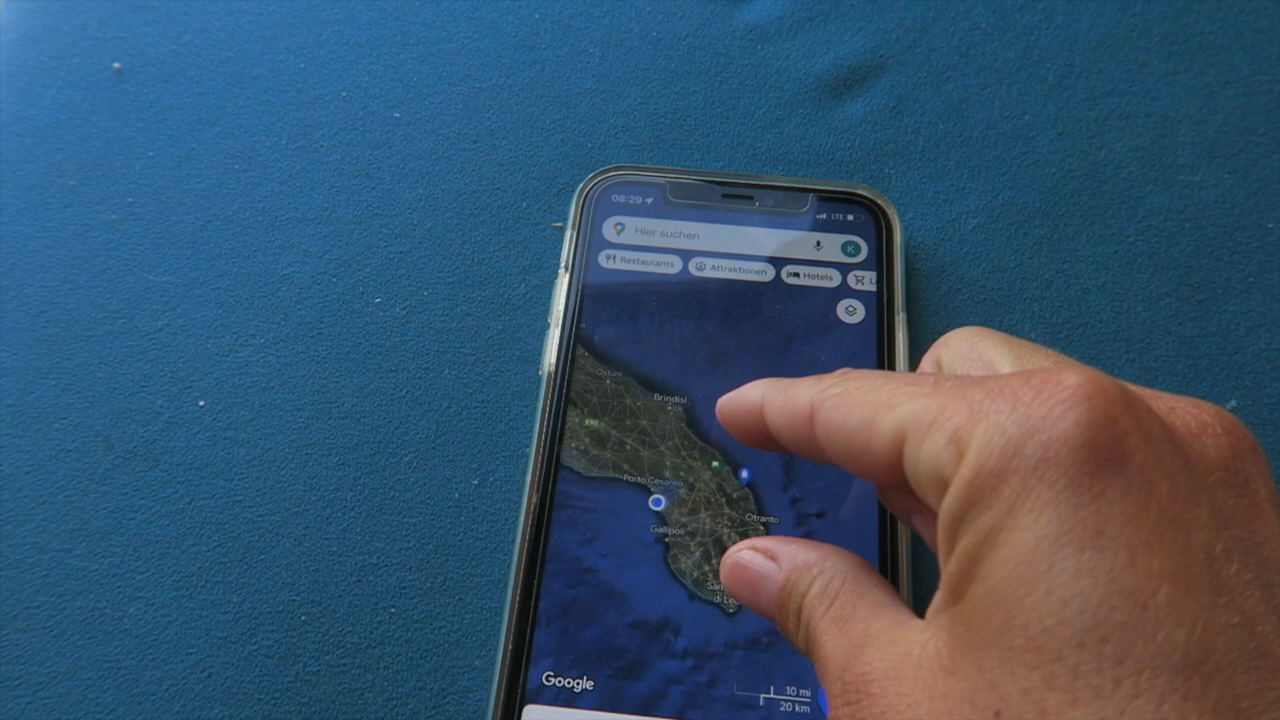 08:29
LTE
Hier suchen
K
Restaurants
Attraktionen
Hotels
Ostuni
Brindisi
E90
Porto Cesareo
Otranto
Gallipoli
Google
10 mi
20 km